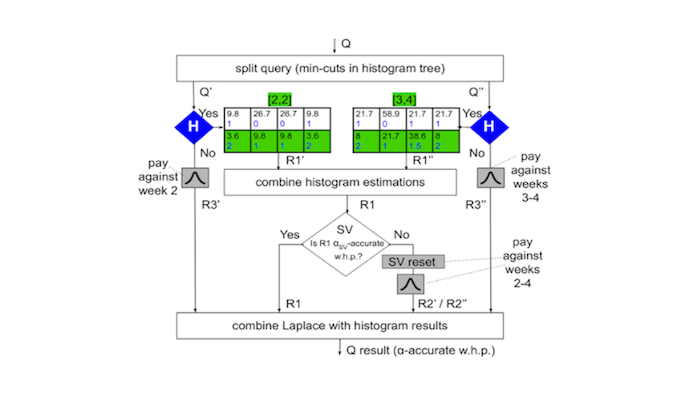 Q
split query (min-cuts in histogram tree)
Q' Q"
[2,2] [3,4]
H Yes Yes H
9.8 26.7 26.7 9.8
1 0 0 1
3.6 9.8 9.8 3.6
2 1 1 2
21.7 58.9 21.7 21.7
1 0 1 1
8 21.7 38.6 8
2 1 1.5 2
No No
R1' R1"
pay
against
week 2
pay
against
weeks
3-4
combine histogram estimations
R3' R3"
R1
SV
Yes No
Is R1 αSV-accurate
w.h.p.?
SV reset
pay
against
weeks
2-4
R1 R2' / R2"
combine Laplace with histogram results
Q result (α-accurate w.h.p.)